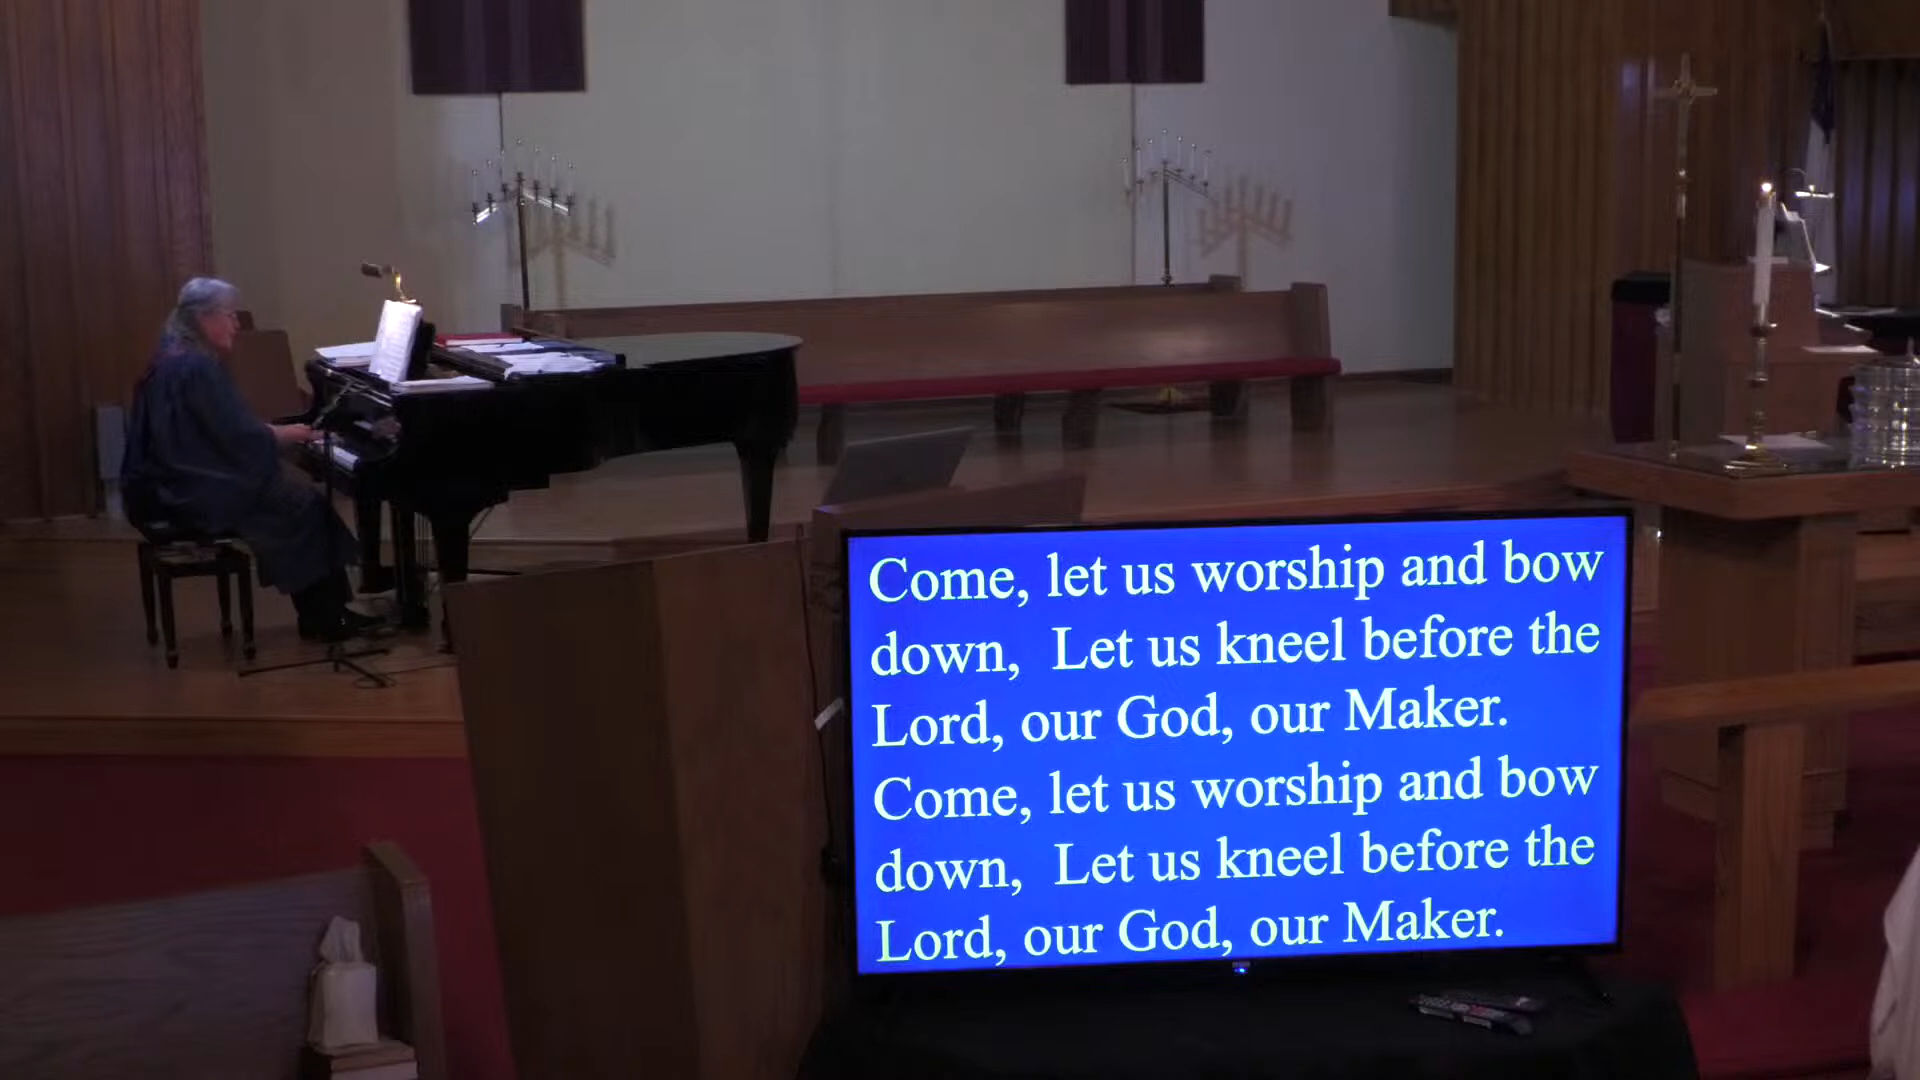 Come, let us worship and bow
down, Let us kneel before the
Lord, our God, our Maker.
Come, let us worship and bow
down, Let us kneel before the
Lord, our God, our Maker.